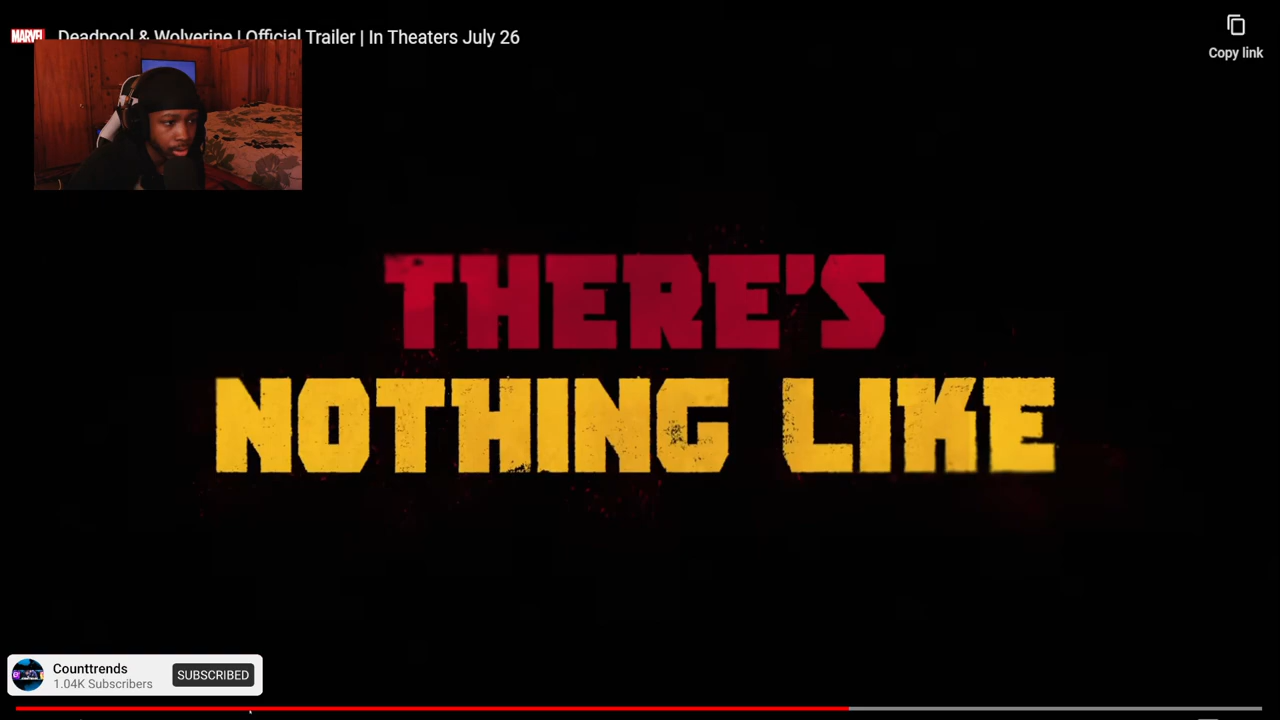 MARVEL
Deadpool & Wolverine | Official Trailer | In Theaters July 26
Copy link
THERE'S
NOTHING LIKE
Counttrends
1.04K Subscribers
SUBSCRIBED